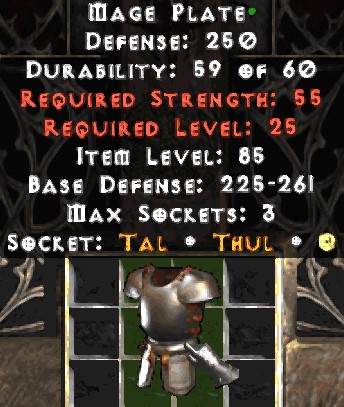 Mage Plate
Defense: 250
Durability: 59 of 60
Required Strength: 55
Required Level: 25
Item Level: 85
Base Defense: 225-261
Max Sockets: 3
Socket: Tal • Thul •